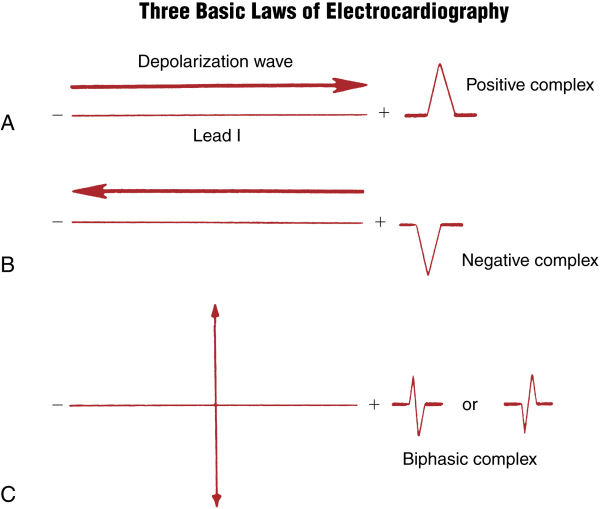 Three Basic Laws of Electrocardiography
Depolarization wave
Positive complex
A
− +
Lead I
− +
B
Negative complex
− + or
Biphasic complex
C